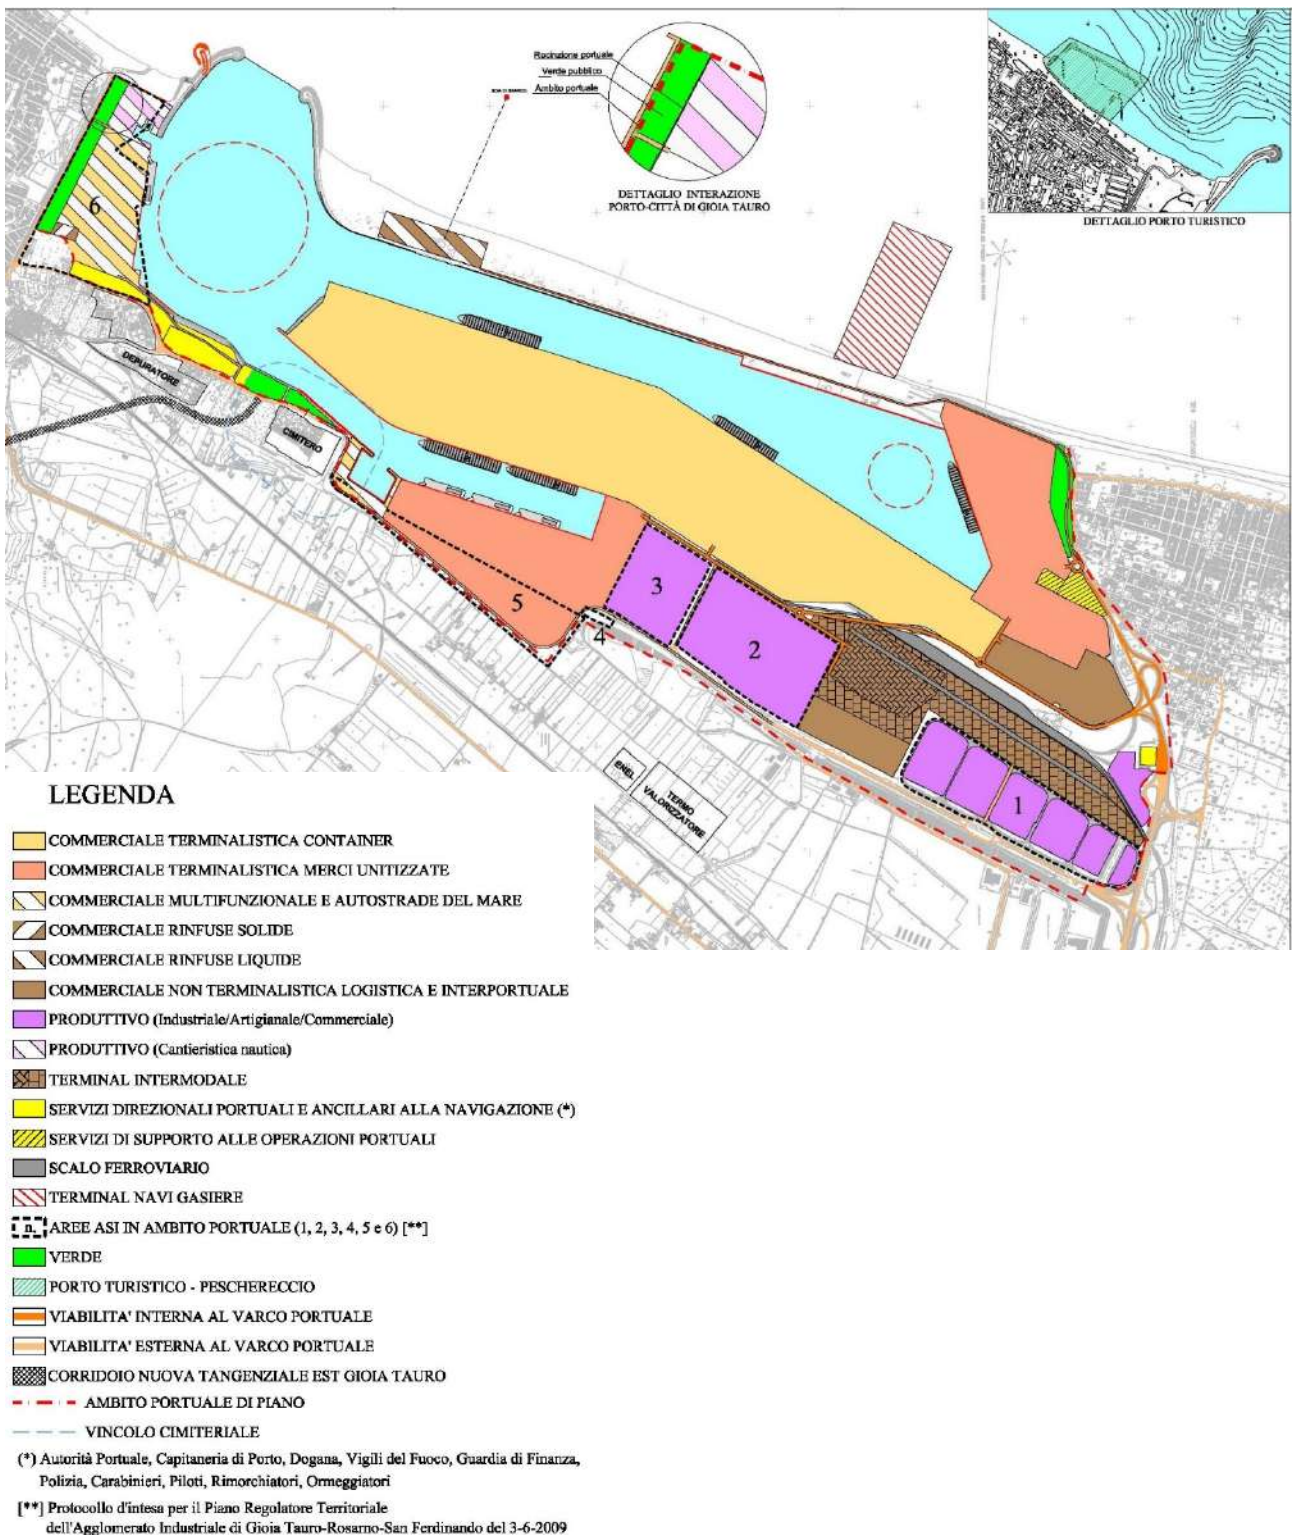 Recinzione portuale
Verde pubblico
Ambito portuale
DETTAGLIO INTERAZIONE
PORTO-CITTÀ DI GIOIA TAURO
DETTAGLIO PORTO TURISTICO
6
DEPURATORE
CIMITERO
5
4
3
2
1
ENEL
TERMO
VALORIZZATORE
LEGENDA
COMMERCIALE TERMINALISTICA CONTAINER
COMMERCIALE TERMINALISTICA MERCI UNITIZZATE
COMMERCIALE MULTIFUNZIONALE E AUTOSTRADE DEL MARE
COMMERCIALE RINFUSE SOLIDE
COMMERCIALE RINFUSE LIQUIDE
COMMERCIALE NON TERMINALISTICA LOGISTICA E INTERPORTUALE
PRODUTTIVO (Industriale/Artigianale/Commerciale)
PRODUTTIVO (Cantieristica nautica)
TERMINAL INTERMODALE
SERVIZI DIREZIONALI PORTUALI E ANCILLARI ALLA NAVIGAZIONE (*)
SERVIZI DI SUPPORTO ALLE OPERAZIONI PORTUALI
SCALO FERROVIARIO
TERMINAL NAVI GASIERE
n. AREE ASI IN AMBITO PORTUALE (1, 2, 3, 4, 5 e 6) [**]
VERDE
PORTO TURISTICO - PESCHERECCIO
VIABILITA' INTERNA AL VARCO PORTUALE
VIABILITA' ESTERNA AL VARCO PORTUALE
CORRIDOIO NUOVA TANGENZIALE EST GIOIA TAURO
AMBITO PORTUALE DI PIANO
VINCOLO CIMITERIALE
(*) Autorità Portuale, Capitaneria di Porto, Dogana, Vigili del Fuoco, Guardia di Finanza,
Polizia, Carabinieri, Piloti, Rimorchiatori, Ormeggiatori
[**] Protocollo d'intesa per il Piano Regolatore Territoriale
dell'Agglomerato Industriale di Gioia Tauro-Rosarno-San Ferdinando del 3-6-2009